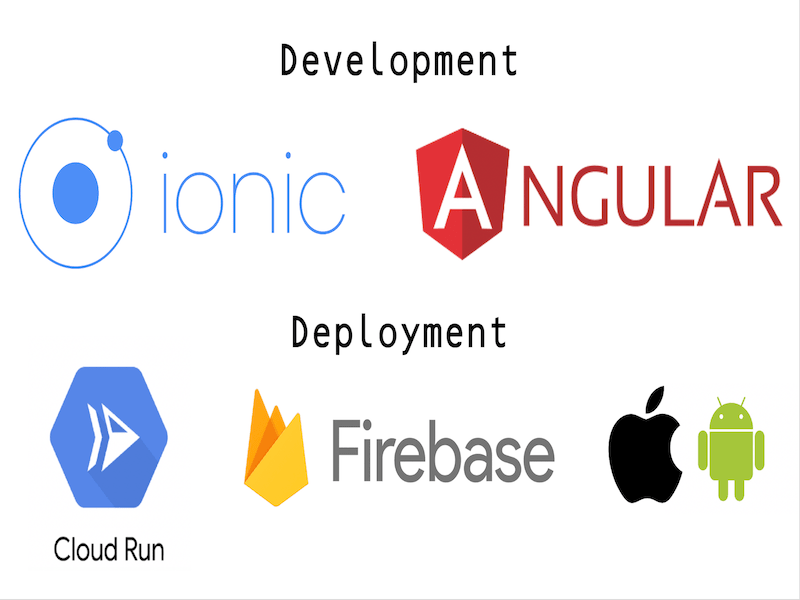 Development
ionic
ANGULAR
Deployment
Firebase
Cloud Run